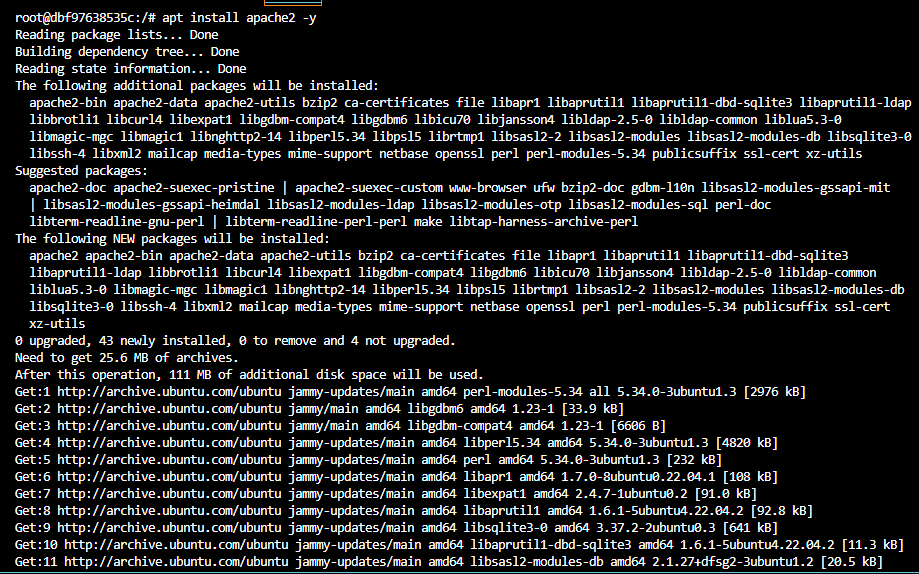 root@dbf97638535c:/# apt install apache2 -y
Reading package lists... Done
Building dependency tree... Done
Reading state information... Done
The following additional packages will be installed:
  apache2-bin apache2-data apache2-utils bzip2 ca-certificates file libapr1 libaprutil1 libaprutil1-dbd-sqlite3 libaprutil1-ldap
  libbrotli1 libcurl4 libexpat1 libgdbm-compat4 libgdbm6 libicu70 libjansson4 libldap-2.5-0 libldap-common liblua5.3-0
  libmagic-mgc libmagic1 libnghttp2-14 libperl5.34 libpsl5 librtmp1 libsasl2-2 libsasl2-modules libsasl2-modules-db libsqlite3-0
  libssh-4 libxml2 mailcap media-types mime-support netbase openssl perl perl-modules-5.34 publicsuffix ssl-cert xz-utils
Suggested packages:
  apache2-doc apache2-suexec-pristine | apache2-suexec-custom www-browser ufw bzip2-doc gdbm-l10n libsasl2-modules-gssapi-mit
  | libsasl2-modules-gssapi-heimdal libsasl2-modules-ldap libsasl2-modules-otp libsasl2-modules-sql perl-doc
  libterm-readline-gnu-perl | libterm-readline-perl-perl make libtap-harness-archive-perl
The following NEW packages will be installed:
  apache2 apache2-bin apache2-data apache2-utils bzip2 ca-certificates file libapr1 libaprutil1 libaprutil1-dbd-sqlite3
  libaprutil1-ldap libbrotli1 libcurl4 libexpat1 libgdbm-compat4 libgdbm6 libicu70 libjansson4 libldap-2.5-0 libldap-common
  liblua5.3-0 libmagic-mgc libmagic1 libnghttp2-14 libperl5.34 libpsl5 librtmp1 libsasl2-2 libsasl2-modules libsasl2-modules-db
  libsqlite3-0 libssh-4 libxml2 mailcap media-types mime-support netbase openssl perl perl-modules-5.34 publicsuffix ssl-cert
  xz-utils
0 upgraded, 43 newly installed, 0 to remove and 4 not upgraded.
Need to get 25.6 MB of archives.
After this operation, 111 MB of additional disk space will be used.
Get:1 http://archive.ubuntu.com/ubuntu jammy-updates/main amd64 perl-modules-5.34 all 5.34.0-3ubuntu1.3 [2976 kB]
Get:2 http://archive.ubuntu.com/ubuntu jammy/main amd64 libgdbm6 amd64 1.23-1 [33.9 kB]
Get:3 http://archive.ubuntu.com/ubuntu jammy/main amd64 libgdbm-compat4 amd64 1.23-1 [6606 B]
Get:4 http://archive.ubuntu.com/ubuntu jammy-updates/main amd64 libperl5.34 amd64 5.34.0-3ubuntu1.3 [4820 kB]
Get:5 http://archive.ubuntu.com/ubuntu jammy-updates/main amd64 perl amd64 5.34.0-3ubuntu1.3 [232 kB]
Get:6 http://archive.ubuntu.com/ubuntu jammy-updates/main amd64 libapr1 amd64 1.7.0-8ubuntu0.22.04.1 [108 kB]
Get:7 http://archive.ubuntu.com/ubuntu jammy-updates/main amd64 libexpat1 amd64 2.4.7-1ubuntu0.2 [91.0 kB]
Get:8 http://archive.ubuntu.com/ubuntu jammy-updates/main amd64 libaprutil1 amd64 1.6.1-5ubuntu4.22.04.2 [92.8 kB]
Get:9 http://archive.ubuntu.com/ubuntu jammy-updates/main amd64 libsqlite3-0 amd64 3.37.2-2ubuntu0.3 [641 kB]
Get:10 http://archive.ubuntu.com/ubuntu jammy-updates/main amd64 libaprutil1-dbd-sqlite3 amd64 1.6.1-5ubuntu4.22.04.2 [11.3 kB]
Get:11 http://archive.ubuntu.com/ubuntu jammy-updates/main amd64 libsasl2-modules-db amd64 2.1.27+dfsg2-3ubuntu1.2 [20.5 kB]